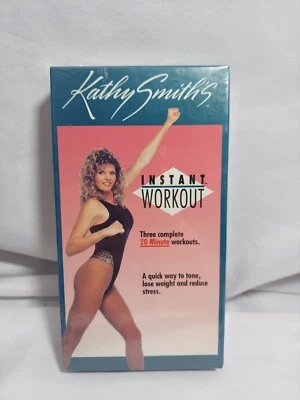 Kathy Smith's
INSTANT
WORKOUT
Three complete
20 Minute workouts.
A quick way to tone,
lose weight and reduce
stress.